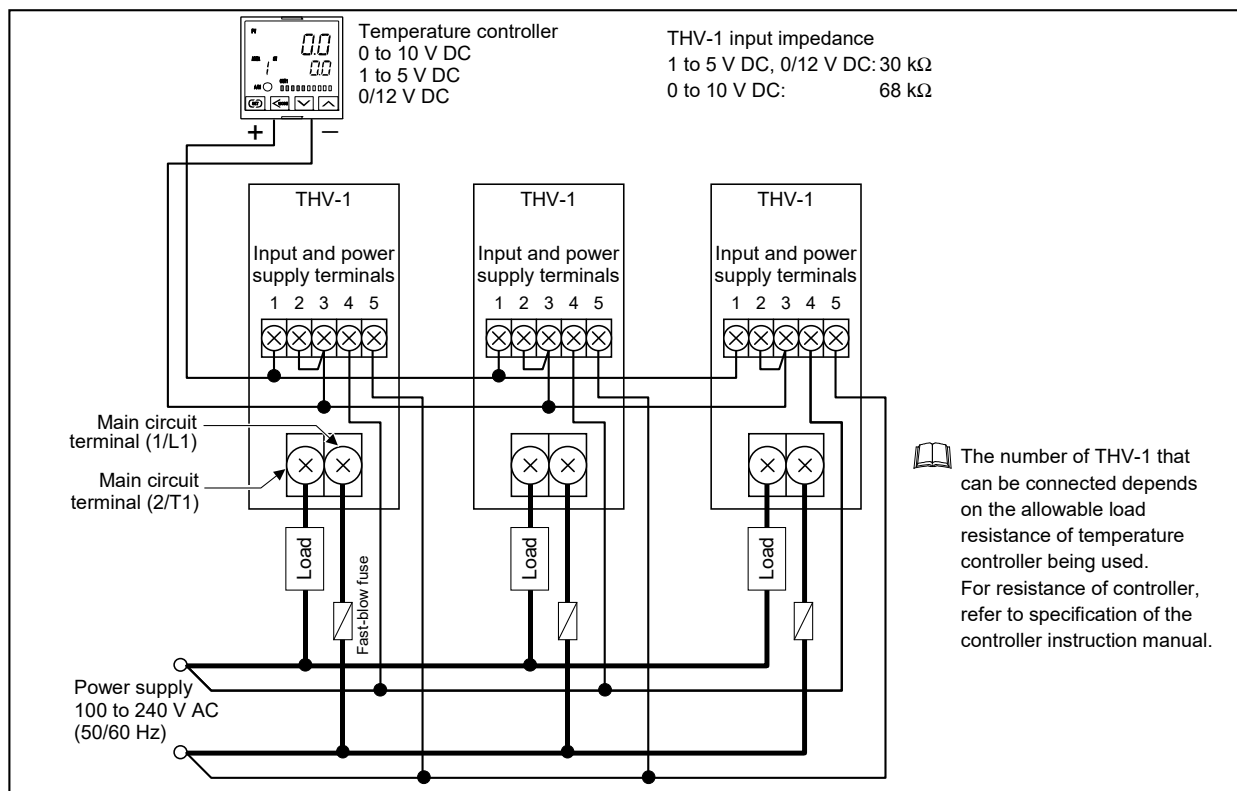 0.0
0.0
Temperature controller
0 to 10 V DC
1 to 5 V DC
0/12 V DC
THV-1 input impedance
1 to 5 V DC, 0/12 V DC: 30 kΩ
0 to 10 V DC: 68 kΩ
+ −
THV-1 THV-1 THV-1
Input and power Input and power Input and power
supply terminals supply terminals supply terminals
1 2 3 4 5 1 2 3 4 5 1 2 3 4 5
Main circuit
terminal (1/L1)
Main circuit
terminal (2/T1)
Load Load Load
Fast-blow fuse
Power supply
100 to 240 V AC
(50/60 Hz)
The number of THV-1 that
can be connected depends
on the allowable load
resistance of temperature
controller being used.
For resistance of controller,
refer to specification of the
controller instruction manual.